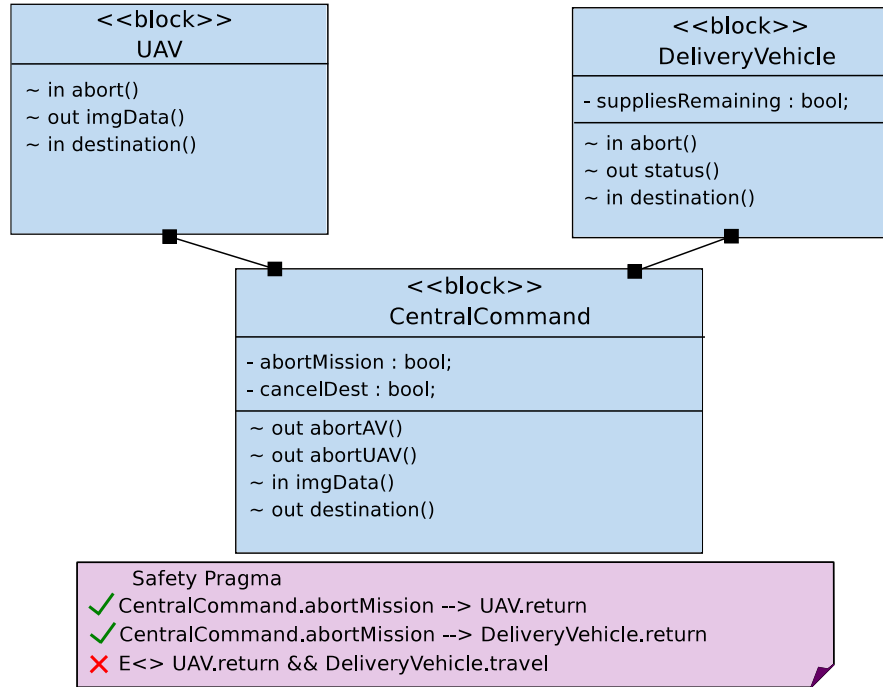 <<block>>
UAV
~ in abort()
~ out imgData()
~ in destination()
<<block>>
DeliveryVehicle
- suppliesRemaining : bool;
~ in abort()
~ out status()
~ in destination()
<<block>>
CentralCommand
- abortMission : bool;
- cancelDest : bool;
~ out abortAV()
~ out abortUAV()
~ in imgData()
~ out destination()
Safety Pragma
CentralCommand.abortMission --> UAV.return
CentralCommand.abortMission --> DeliveryVehicle.return
E<> UAV.return && DeliveryVehicle.travel